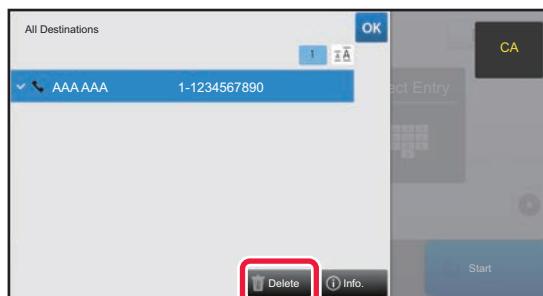 All Destinations
OK
CA
1
AAA AAA 1-1234567890
ect Entry
Delete
Info.
Start